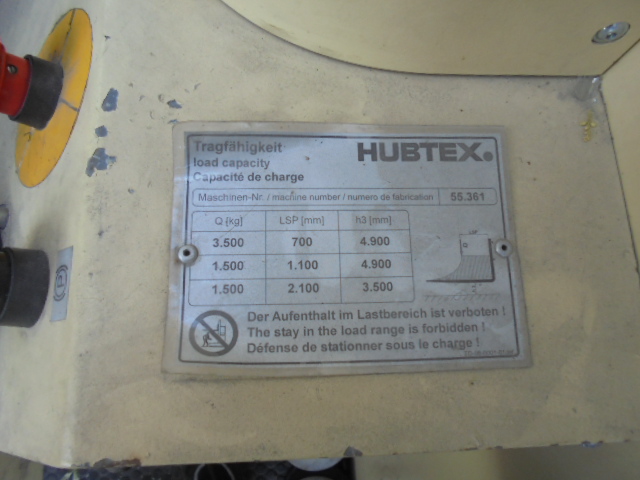 Tragfähigkeit
load capacity
Capacité de charge
HUBTEX
Maschinen-Nr. / machine number / numero de fabrication 55.361
Q [kg] LSP [mm] h3 [mm]
3.500 700 4.900
1.500 1.100 4.900
1.500 2.100 3.500
LSP
Der Aufenthalt im Lastbereich ist verboten !
The stay in the load range is forbidden !
Défense de stationner sous le charge !